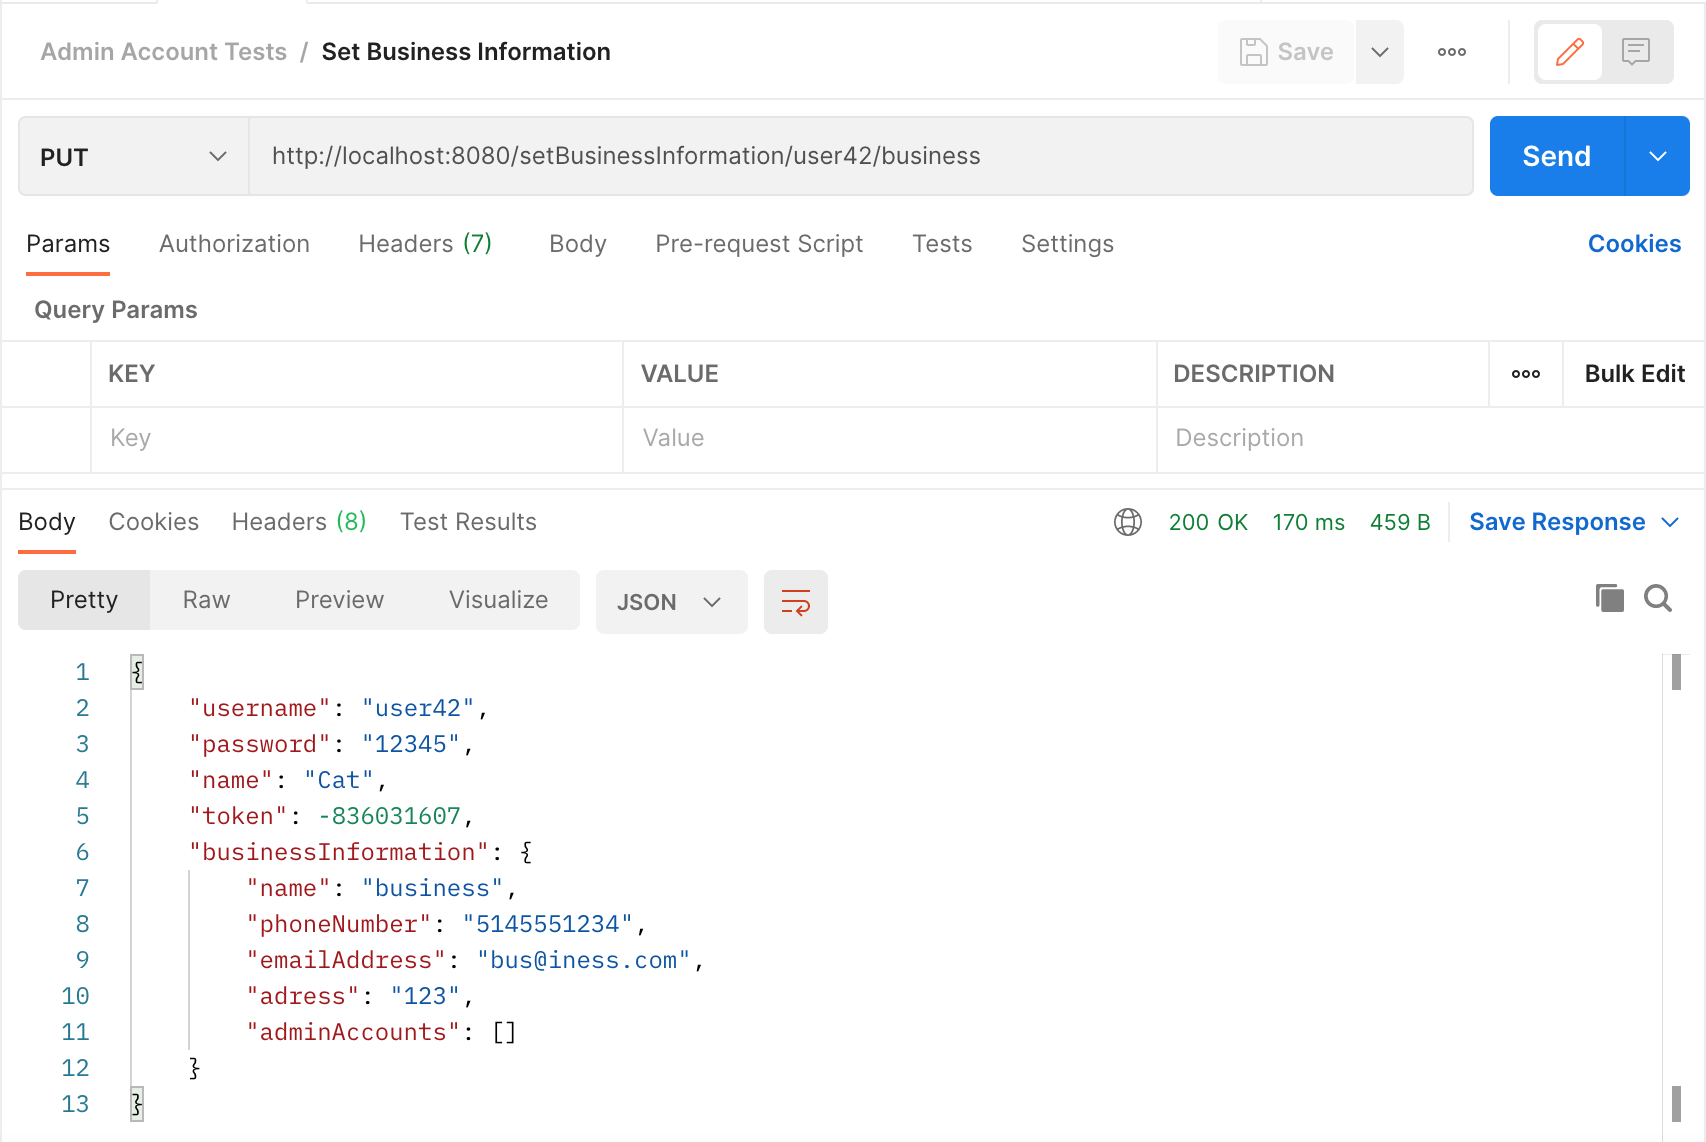 Admin Account Tests / Set Business Information
Save
PUT
http://localhost:8080/setBusinessInformation/user42/business
Send
Params Authorization Headers (7) Body Pre-request Script Tests Settings Cookies
Query Params
KEY VALUE DESCRIPTION Bulk Edit
Key Value Description
Body Cookies Headers (8) Test Results 200 OK 170 ms 459 B Save Response
Pretty Raw Preview Visualize JSON
1 {
2 "username": "user42",
3 "password": "12345",
4 "name": "Cat",
5 "token": -836031607,
6 "businessInformation": {
7 "name": "business",
8 "phoneNumber": "5145551234",
9 "emailAddress": "bus@iness.com",
10 "adress": "123",
11 "adminAccounts": []
12 }
13 }